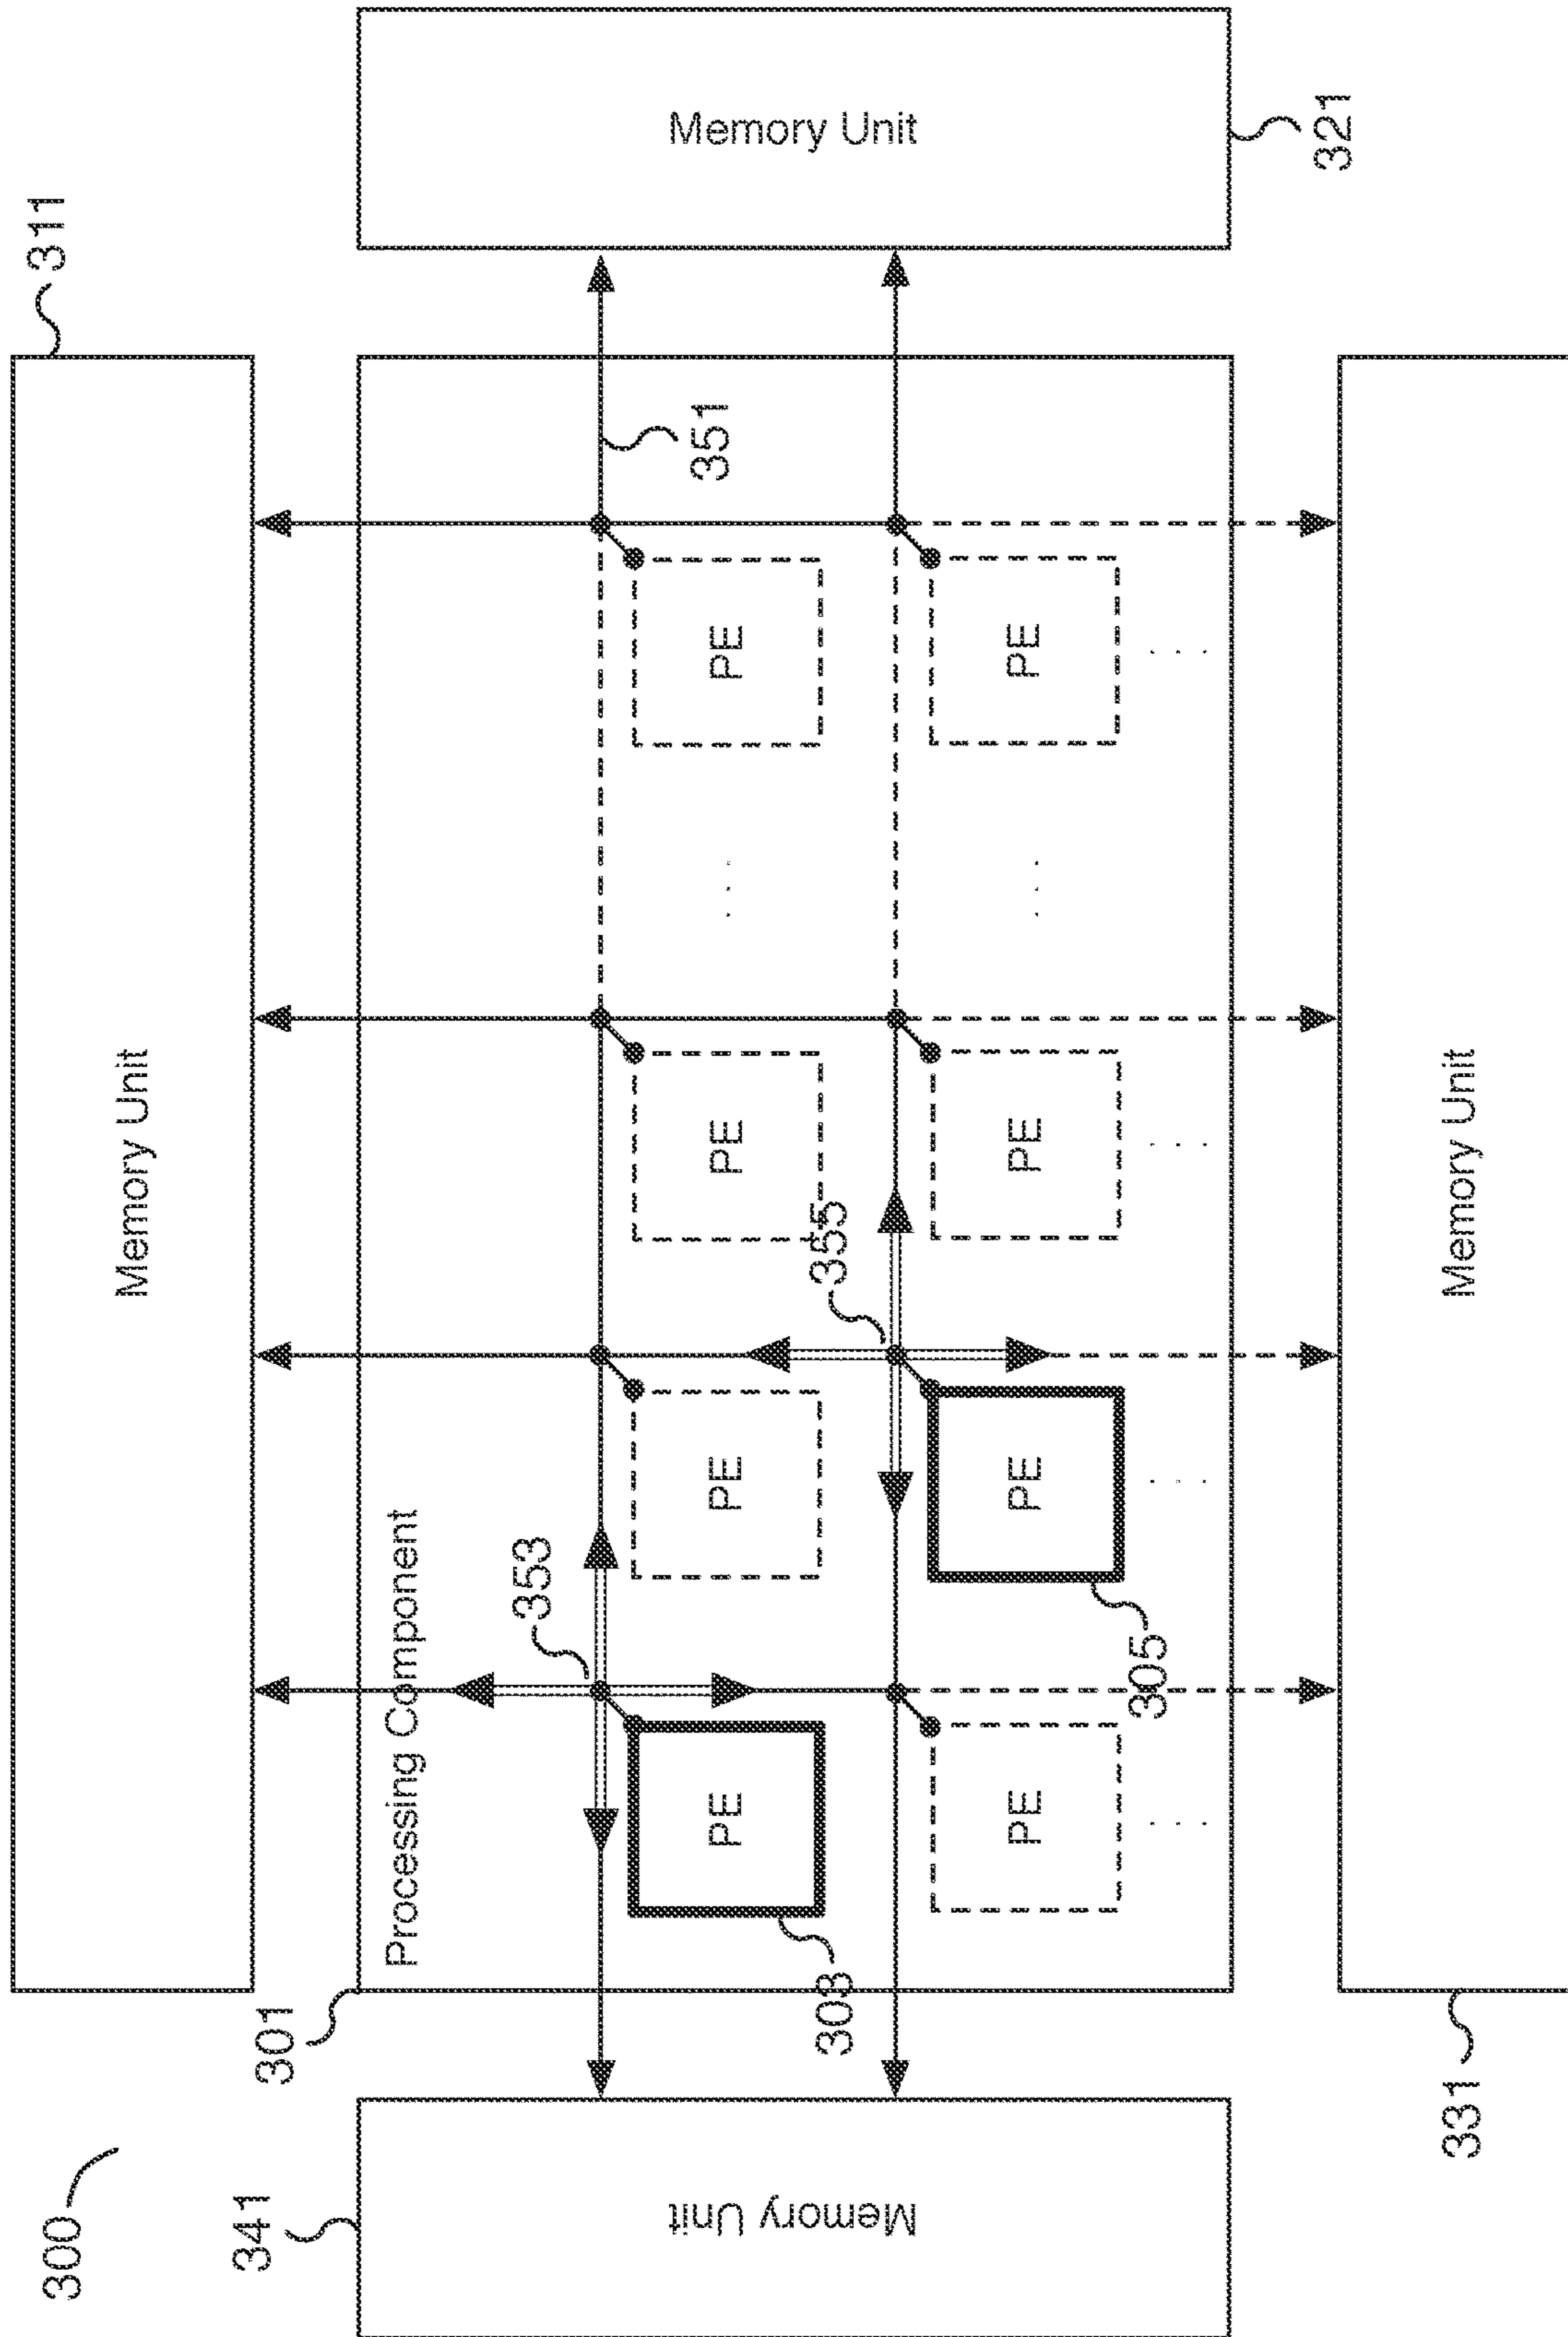 300
311
Memory Unit
341
301
Processing Component
353
351
Memory Unit
Memory Unit
PE PE PE ... PE
303
355
PE PE PE ... PE
305
321
Memory Unit
331